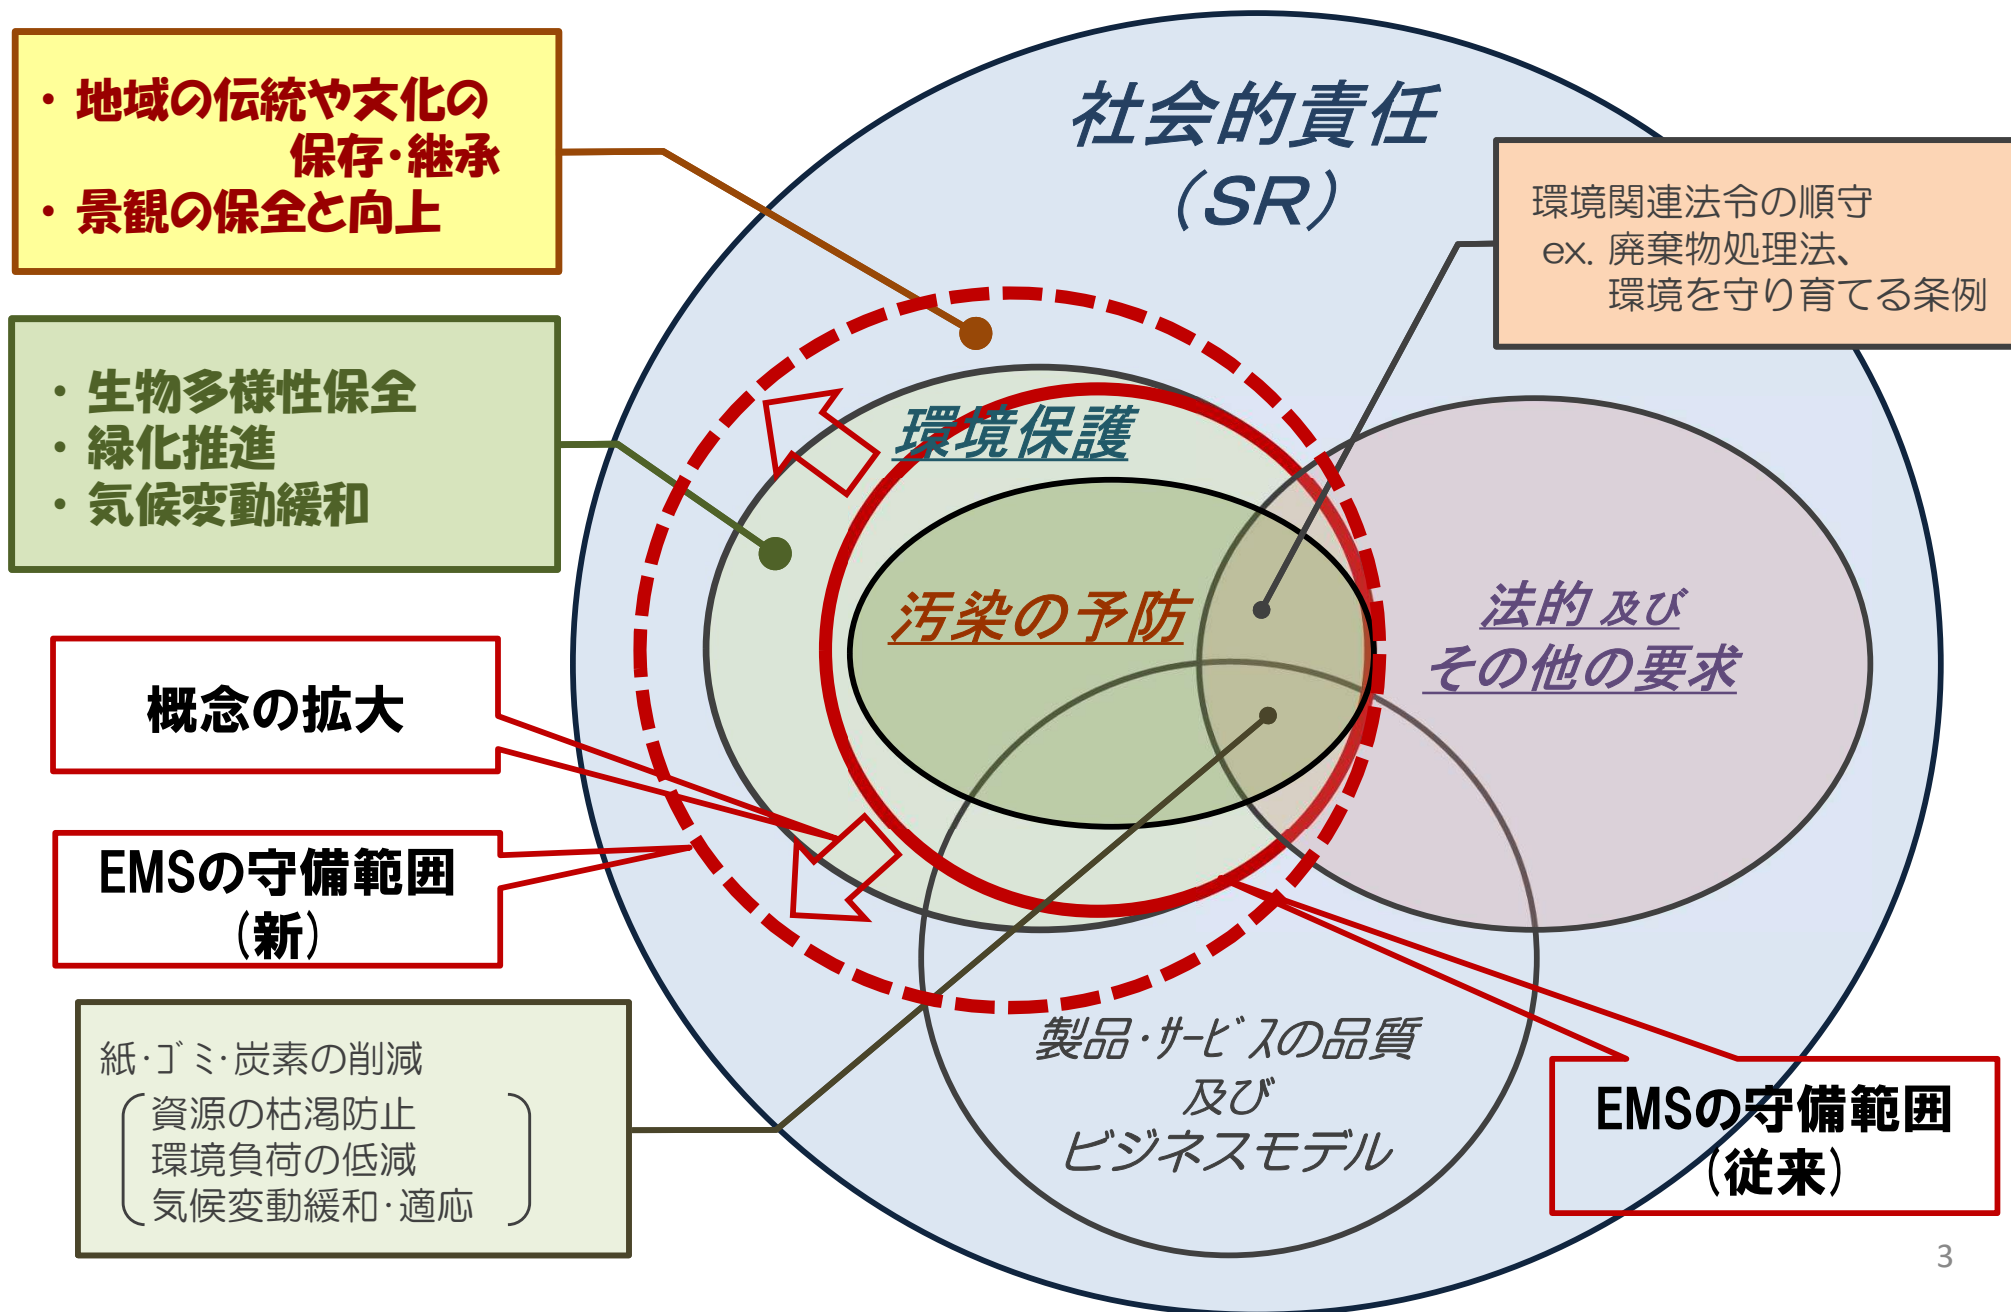 ・地域の伝統や文化の
保存・継承
・景観の保全と向上
社会的責任
（SR）
環境関連法令の順守
ex. 廃棄物処理法、
環境を守り育てる条例
・生物多様性保全
・緑化推進
・気候変動緩和
環境保護
汚染の予防
法的 及び
その他の要求
概念の拡大
EMSの守備範囲
（新）
紙・ｺﾞﾐ・炭素の削減
資源の枯渇防止
環境負荷の低減
気候変動緩和・適応
製品・ｻｰﾋﾞｽの品質
及び
ビジネスモデル
EMSの守備範囲
（従来）
3